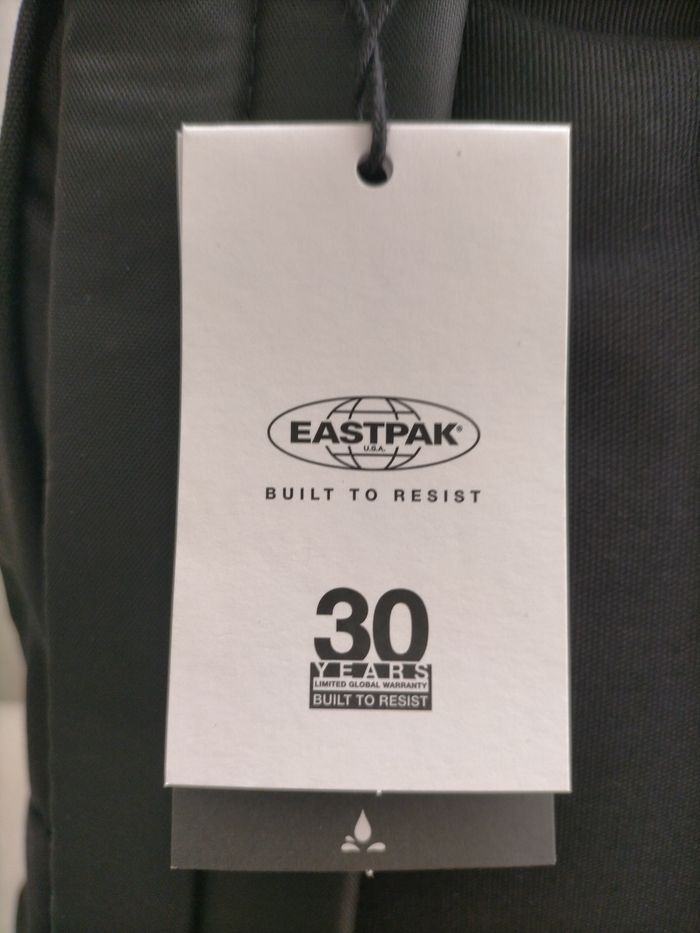 EASTPAK®
U.S.A.
BUILT TO RESIST
30
YEARS
LIMITED GLOBAL WARRANTY
BUILT TO RESIST